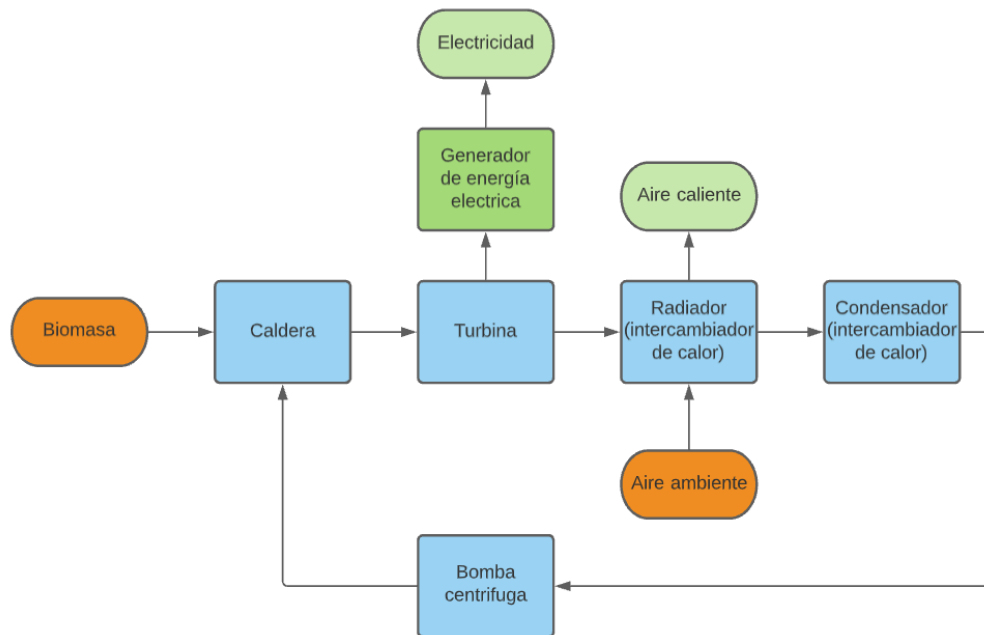 Electricidad
Generador
de energía
electrica
Aire caliente
Biomasa
Caldera
Turbina
Radiador
(intercambiador
de calor)
Condensador
(intercambiador
de calor)
Aire ambiente
Bomba
centrifuga